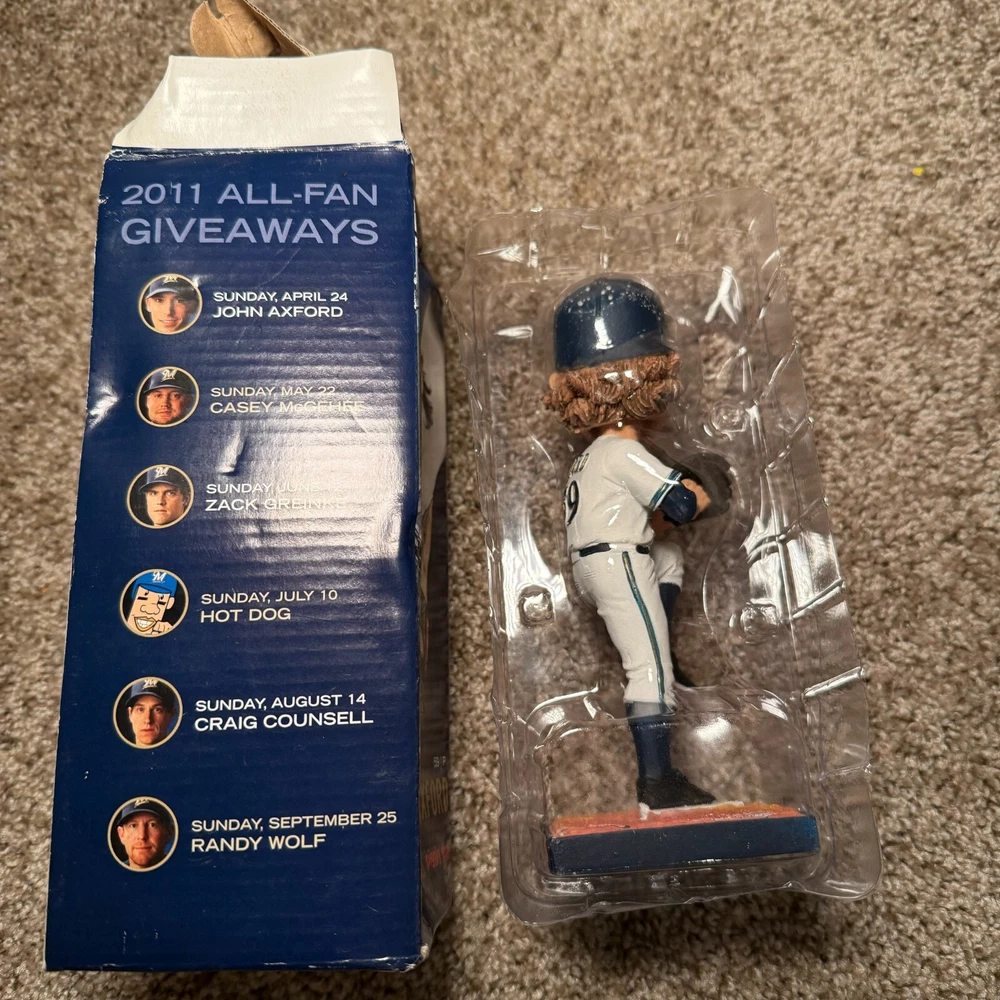 2011 ALL-FAN
GIVEAWAYS
SUNDAY, APRIL 24
JOHN AXFORD
SUNDAY, MAY 22
CASEY McGEHEE
SUNDAY,
ZACK GREINKE
SUNDAY, JULY 10
HOT DOG
SUNDAY, AUGUST 14
CRAIG COUNSELL
SUNDAY, SEPTEMBER 25
RANDY WOLF